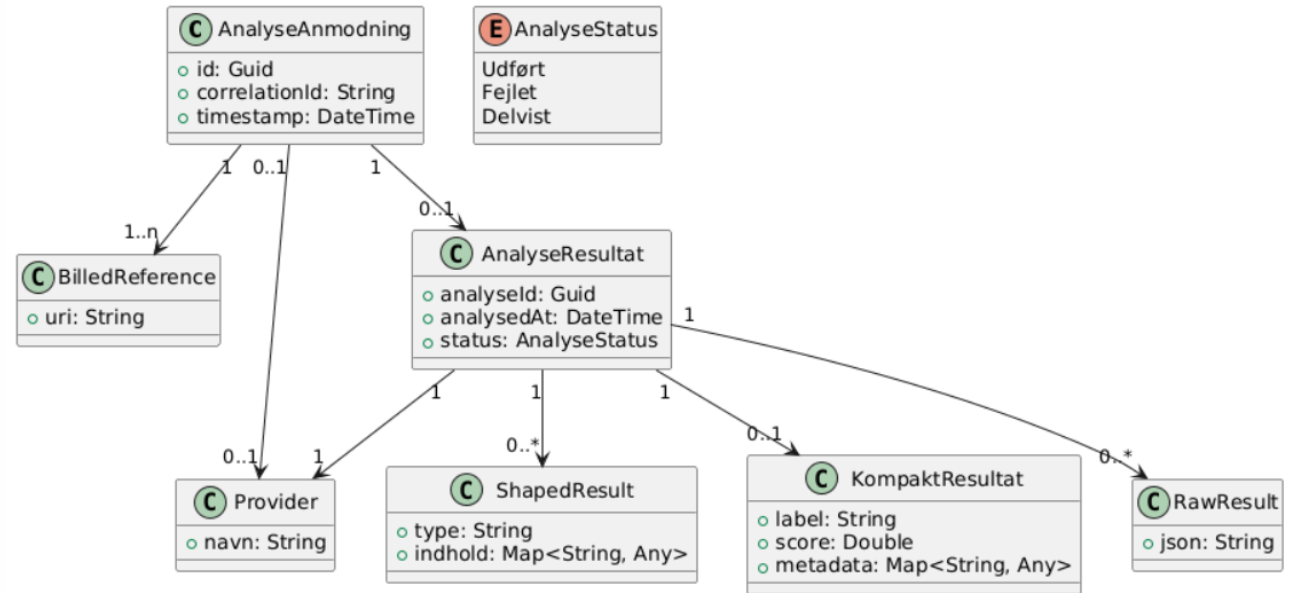 C AnalyseAnmodning
id: Guid
correlationId: String
timestamp: DateTime
E AnalyseStatus
Udført
Fejlet
Delvist
1
0..1
1
1..n
0..1
C BilledReference
uri: String
C AnalyseResultat
analyseId: Guid
analysedAt: DateTime
status: AnalyseStatus
1
1
1
1
0..1
1
0..*
0..1
0..*
C Provider
navn: String
C ShapedResult
type: String
indhold: Map<String, Any>
C KompaktResultat
label: String
score: Double
metadata: Map<String, Any>
C RawResult
json: String